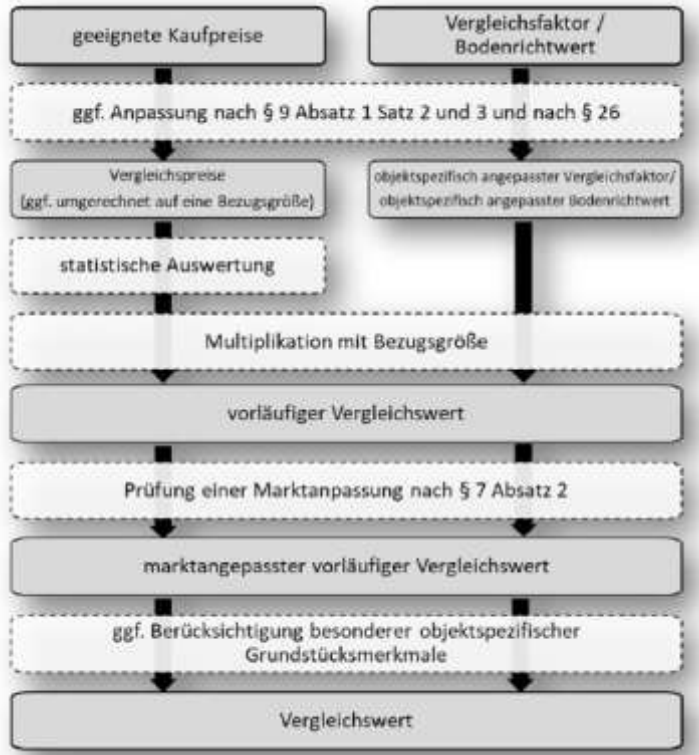 geeignete Kaufpreise
Vergleichsfaktor /
Bodenrichtwert
ggf. Anpassung nach § 9 Absatz 1 Satz 2 und 3 und nach § 26
Vergleichspreise
(ggf. umgerechnet auf eine Bezugsgröße)
objektspezifisch angepasster Vergleichsfaktor/
objektspezifisch angepasster Bodenrichtwert
statistische Auswertung
Multiplikation mit Bezugsgröße
vorläufiger Vergleichswert
Prüfung einer Marktanpassung nach § 7 Absatz 2
marktangepasster vorläufiger Vergleichswert
ggf. Berücksichtigung besonderer objektspezifischer
Grundstücksmerkmale
Vergleichswert